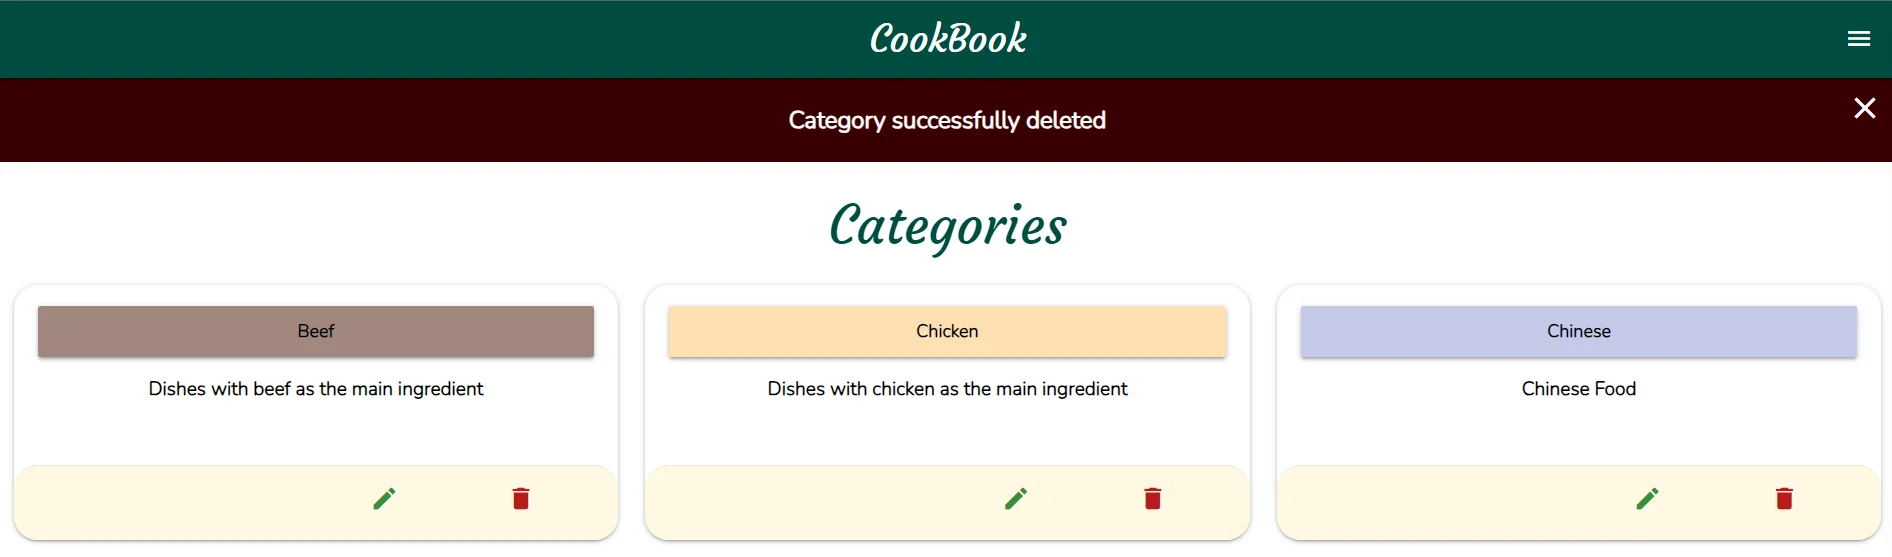 CookBook
Category successfully deleted
Categories
Beef
Dishes with beef as the main ingredient
Chicken
Dishes with chicken as the main ingredient
Chinese
Chinese Food